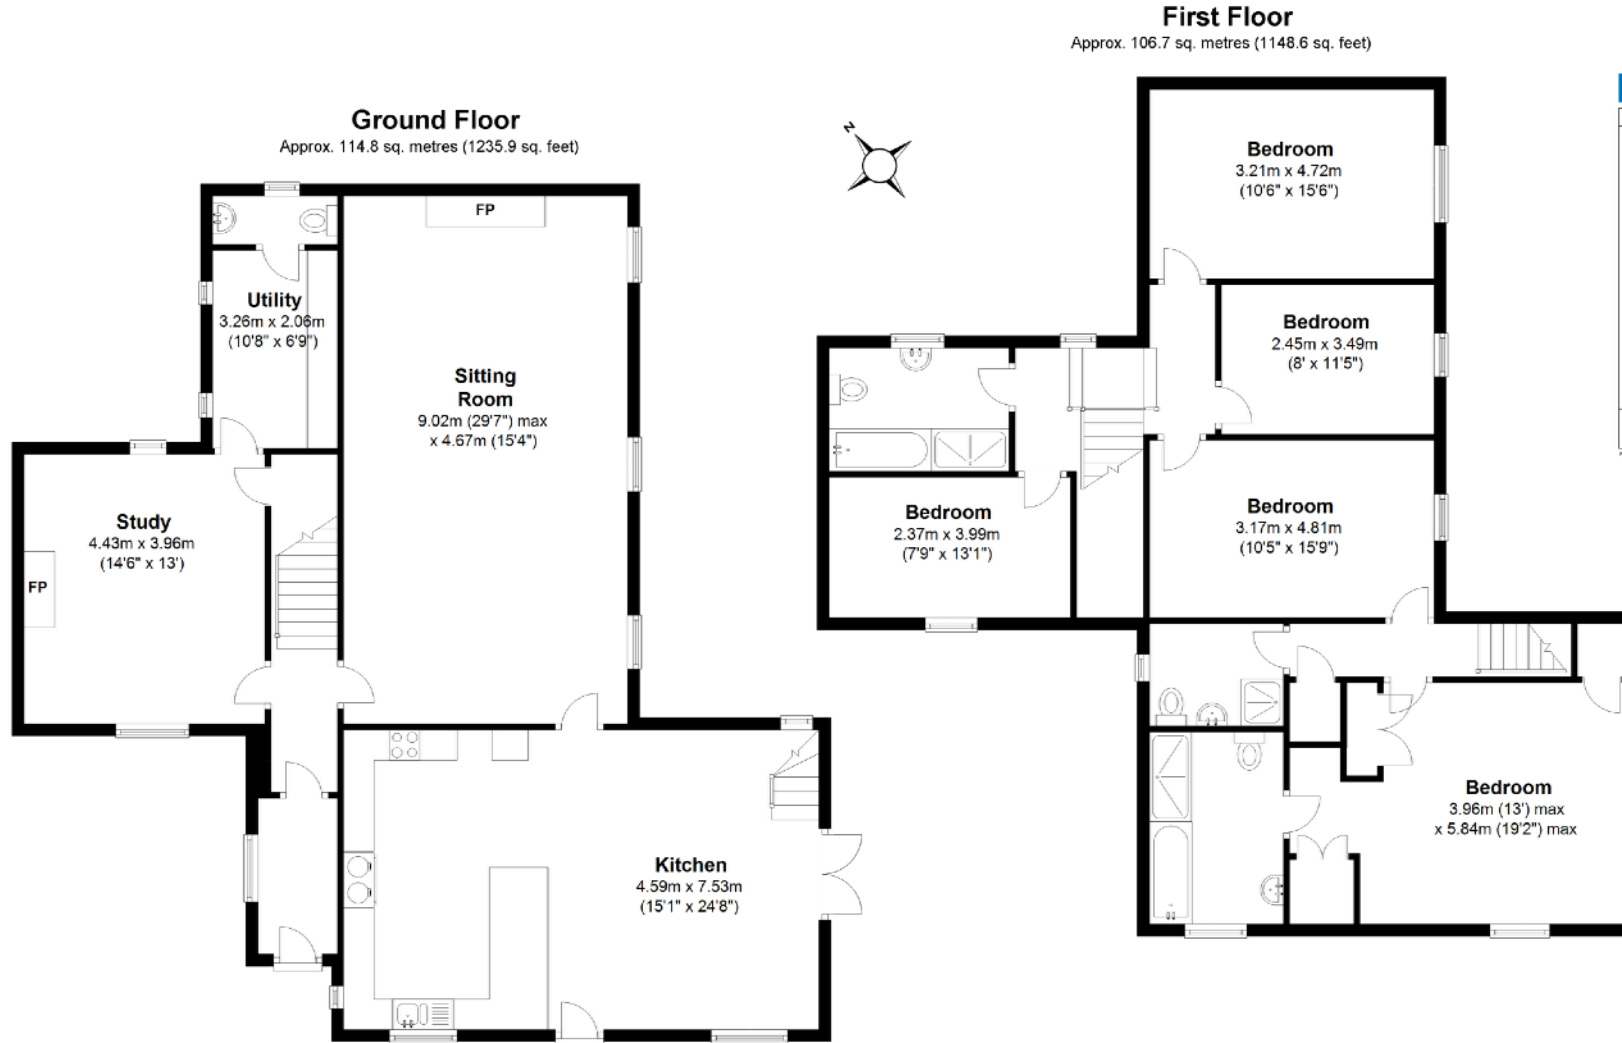 First Floor
Approx. 106.7 sq. metres (1148.6 sq. feet)
Ground Floor
Approx. 114.8 sq. metres (1235.9 sq. feet)
N
FP
Utility
3.26m x 2.06m
(10'8" x 6'9")
Sitting
Room
9.02m (29'7") max
x 4.67m (15'4")
Study
4.43m x 3.96m
(14'6" x 13')
FP
Kitchen
4.59m x 7.53m
(15'1" x 24'8")
Bedroom
3.21m x 4.72m
(10'6" x 15'6")
Bedroom
2.45m x 3.49m
(8' x 11'5")
Bedroom
2.37m x 3.99m
(7'9" x 13'1")
Bedroom
3.17m x 4.81m
(10'5" x 15'9")
Bedroom
3.96m (13') max
x 5.84m (19'2") max